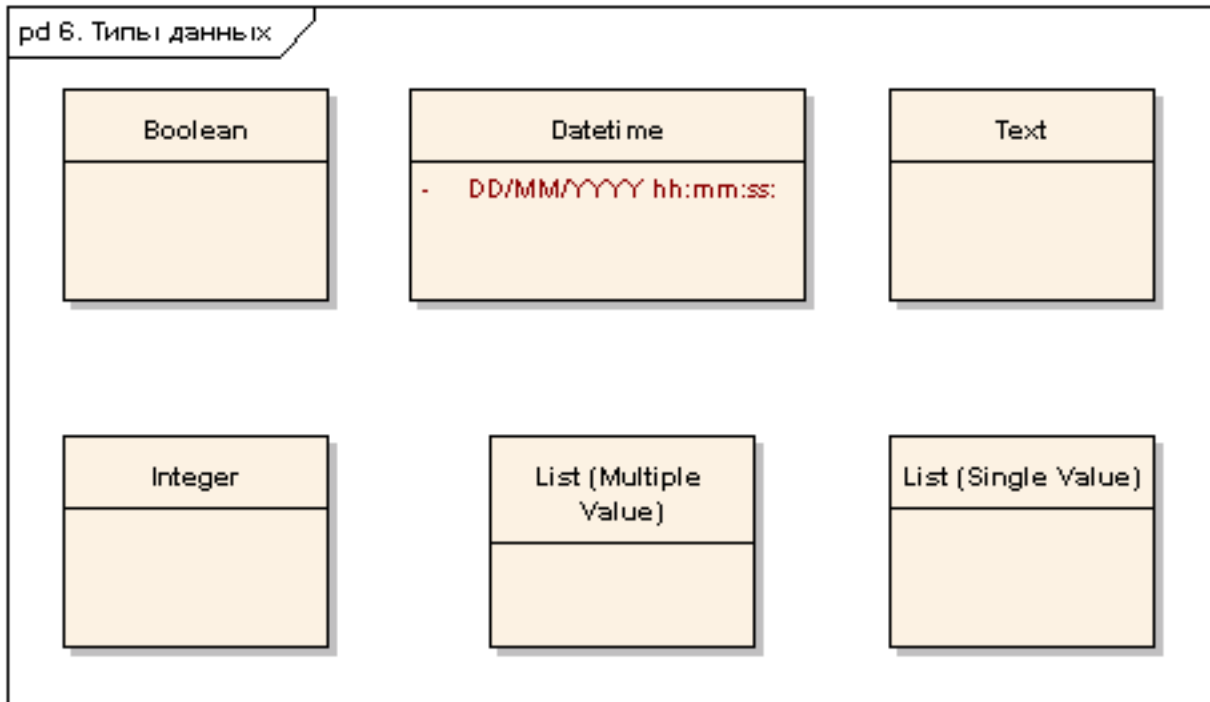 pd 6. Типы данных
Boolean
Datetime
- DD/MM/YYYY hh:mm:ss:
Text
Integer
List (Multiple
Value)
List (Single Value)